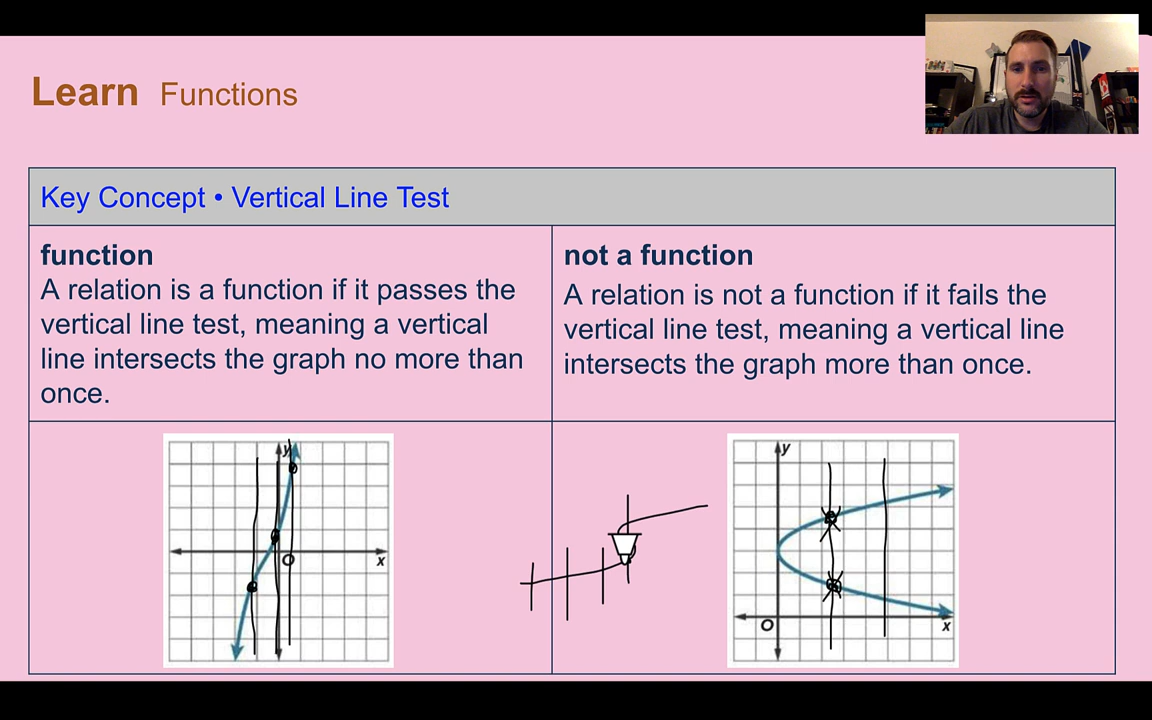 Learn Functions
Key Concept • Vertical Line Test
function
A relation is a function if it passes the
vertical line test, meaning a vertical
line intersects the graph no more than
once.
not a function
A relation is not a function if it fails the
vertical line test, meaning a vertical line
intersects the graph more than once.
y
O
x
y
O
x